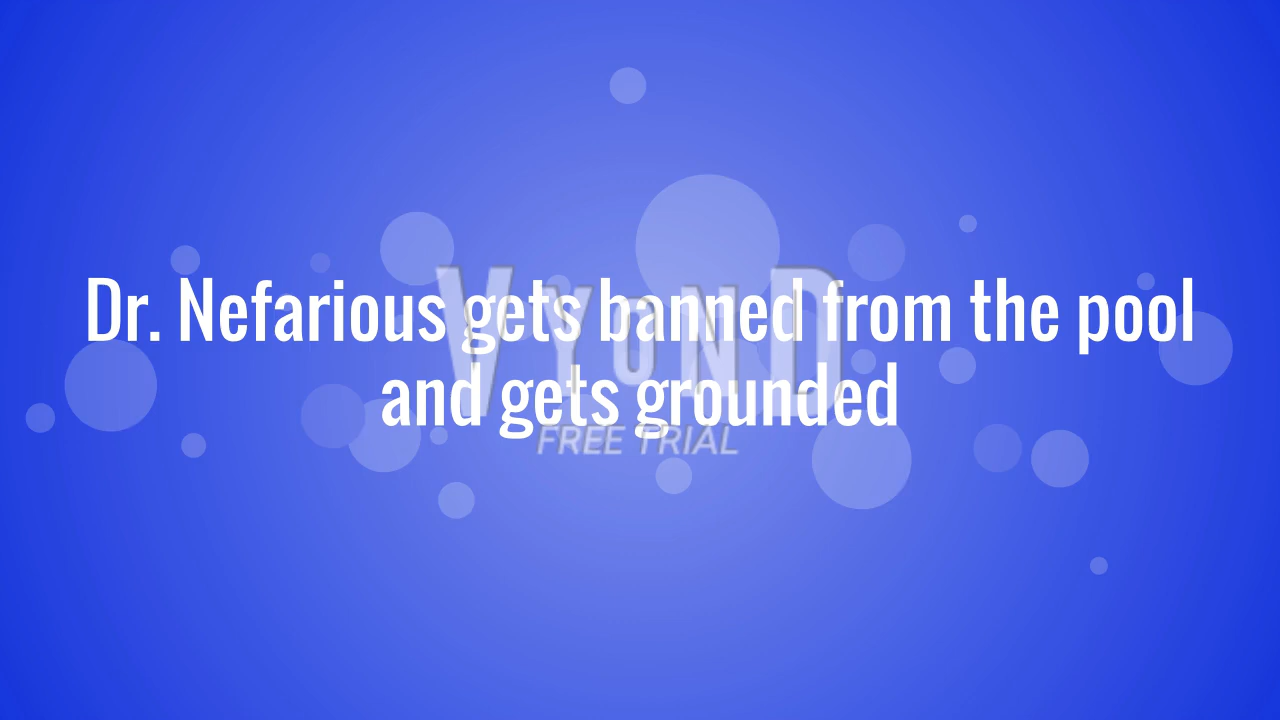 Dr. Nefarious gets banned from the pool
and gets grounded
VYOND
FREE TRIAL